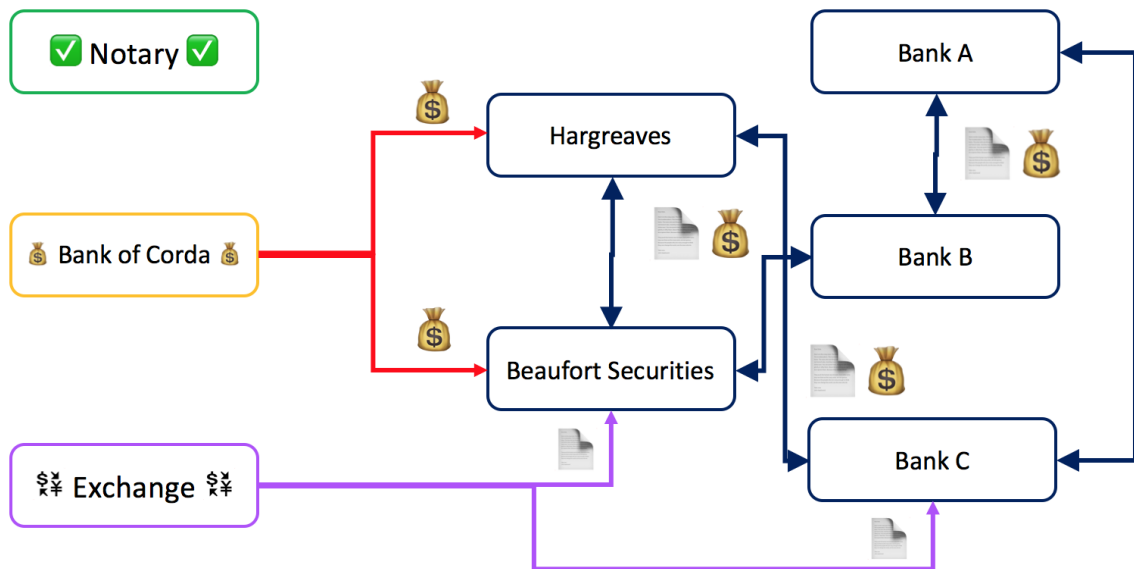 Notary
Bank A
Hargreaves
Bank of Corda
Bank B
Beaufort Securities
Bank C
Exchange